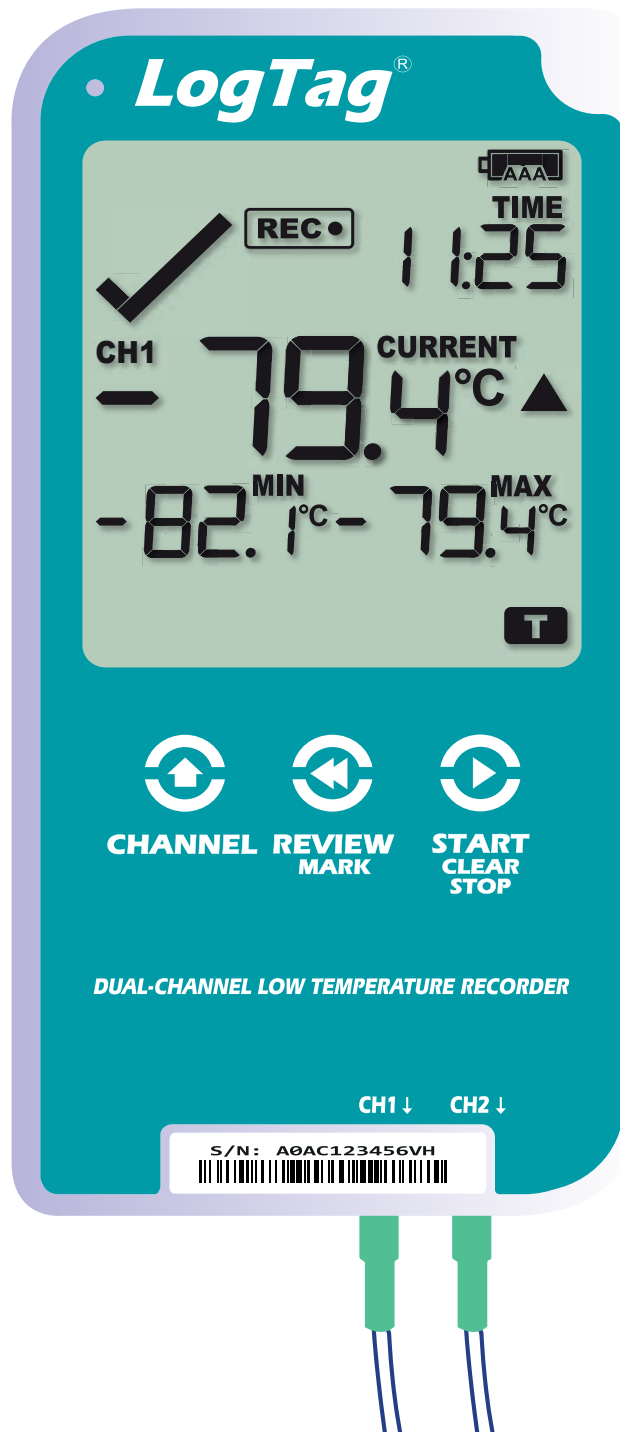 LogTag®
AAA
TIME
REC●
11:25
CH1
CURRENT
-79.4°C ▲
MIN
MAX
-82.1°C
-79.4°C
T
CHANNEL
REVIEW
MARK
START
CLEAR
STOP
DUAL-CHANNEL LOW TEMPERATURE RECORDER
CH1↓ CH2↓
S/N: A0AC123456VH